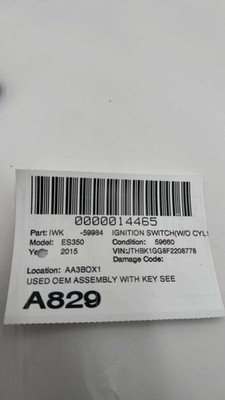 0000014465
Part: IWK -59984 IGNITION SWITCH(W/O CYL!
Model: ES350 Condition: 59660
Year: 2015 VIN:JTHBK1GG8F2208778
Damage Code:
Location: AA3BOX1
USED OEM ASSEMBLY WITH KEY SEE
A829